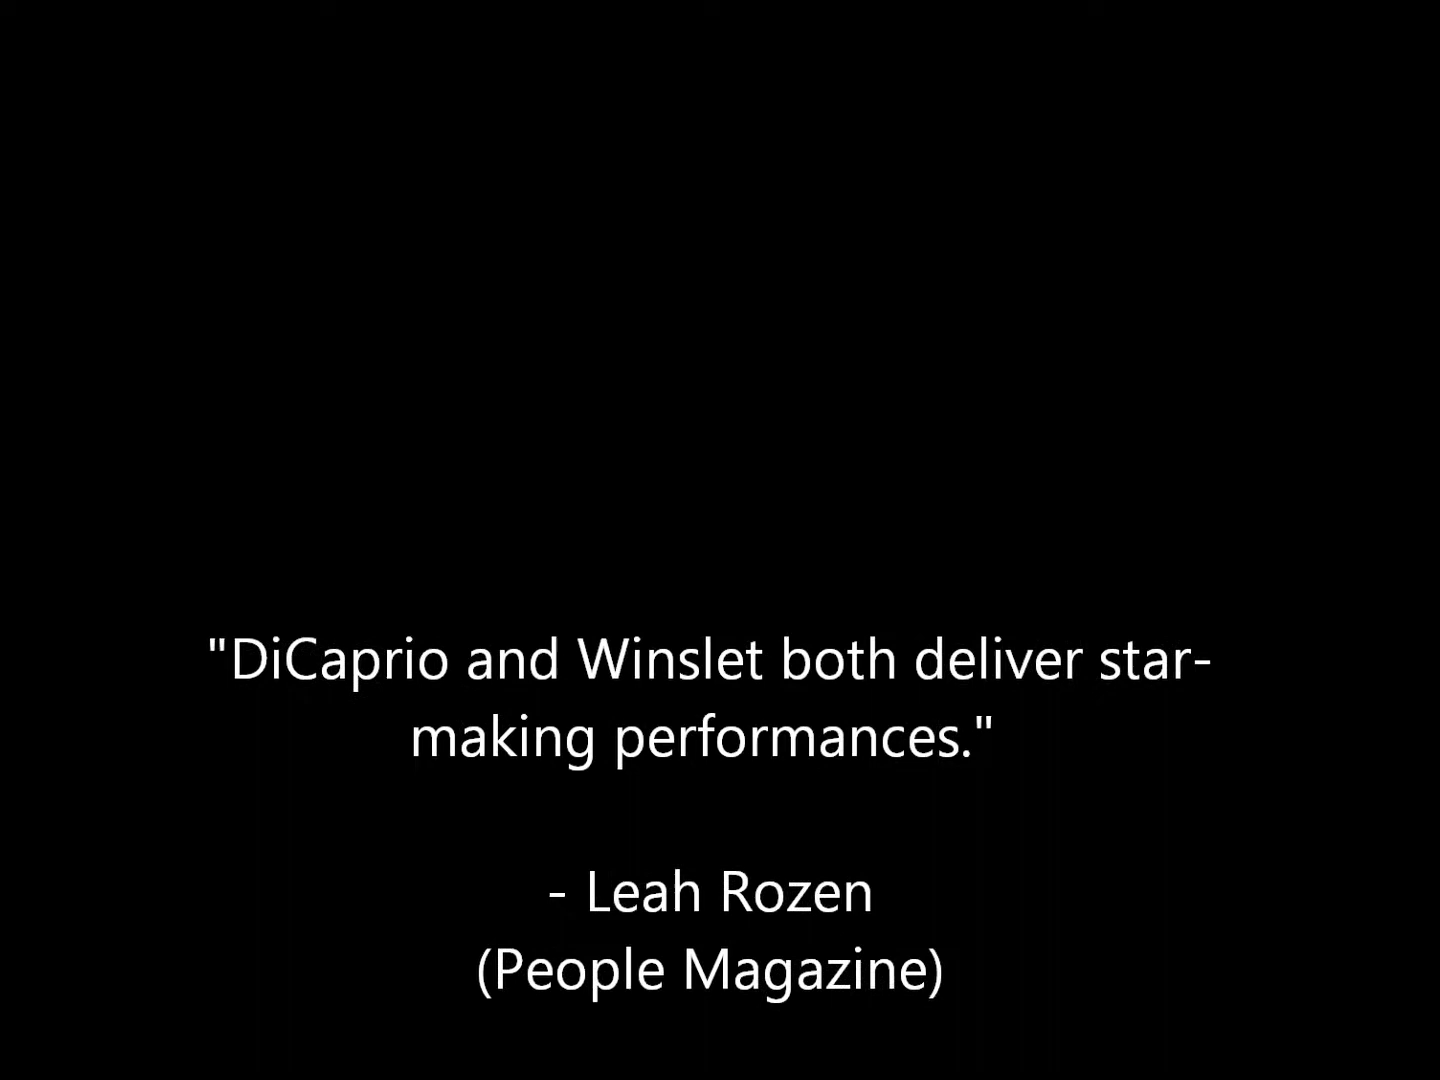 "DiCaprio and Winslet both deliver star-
making performances."
- Leah Rozen
(People Magazine)